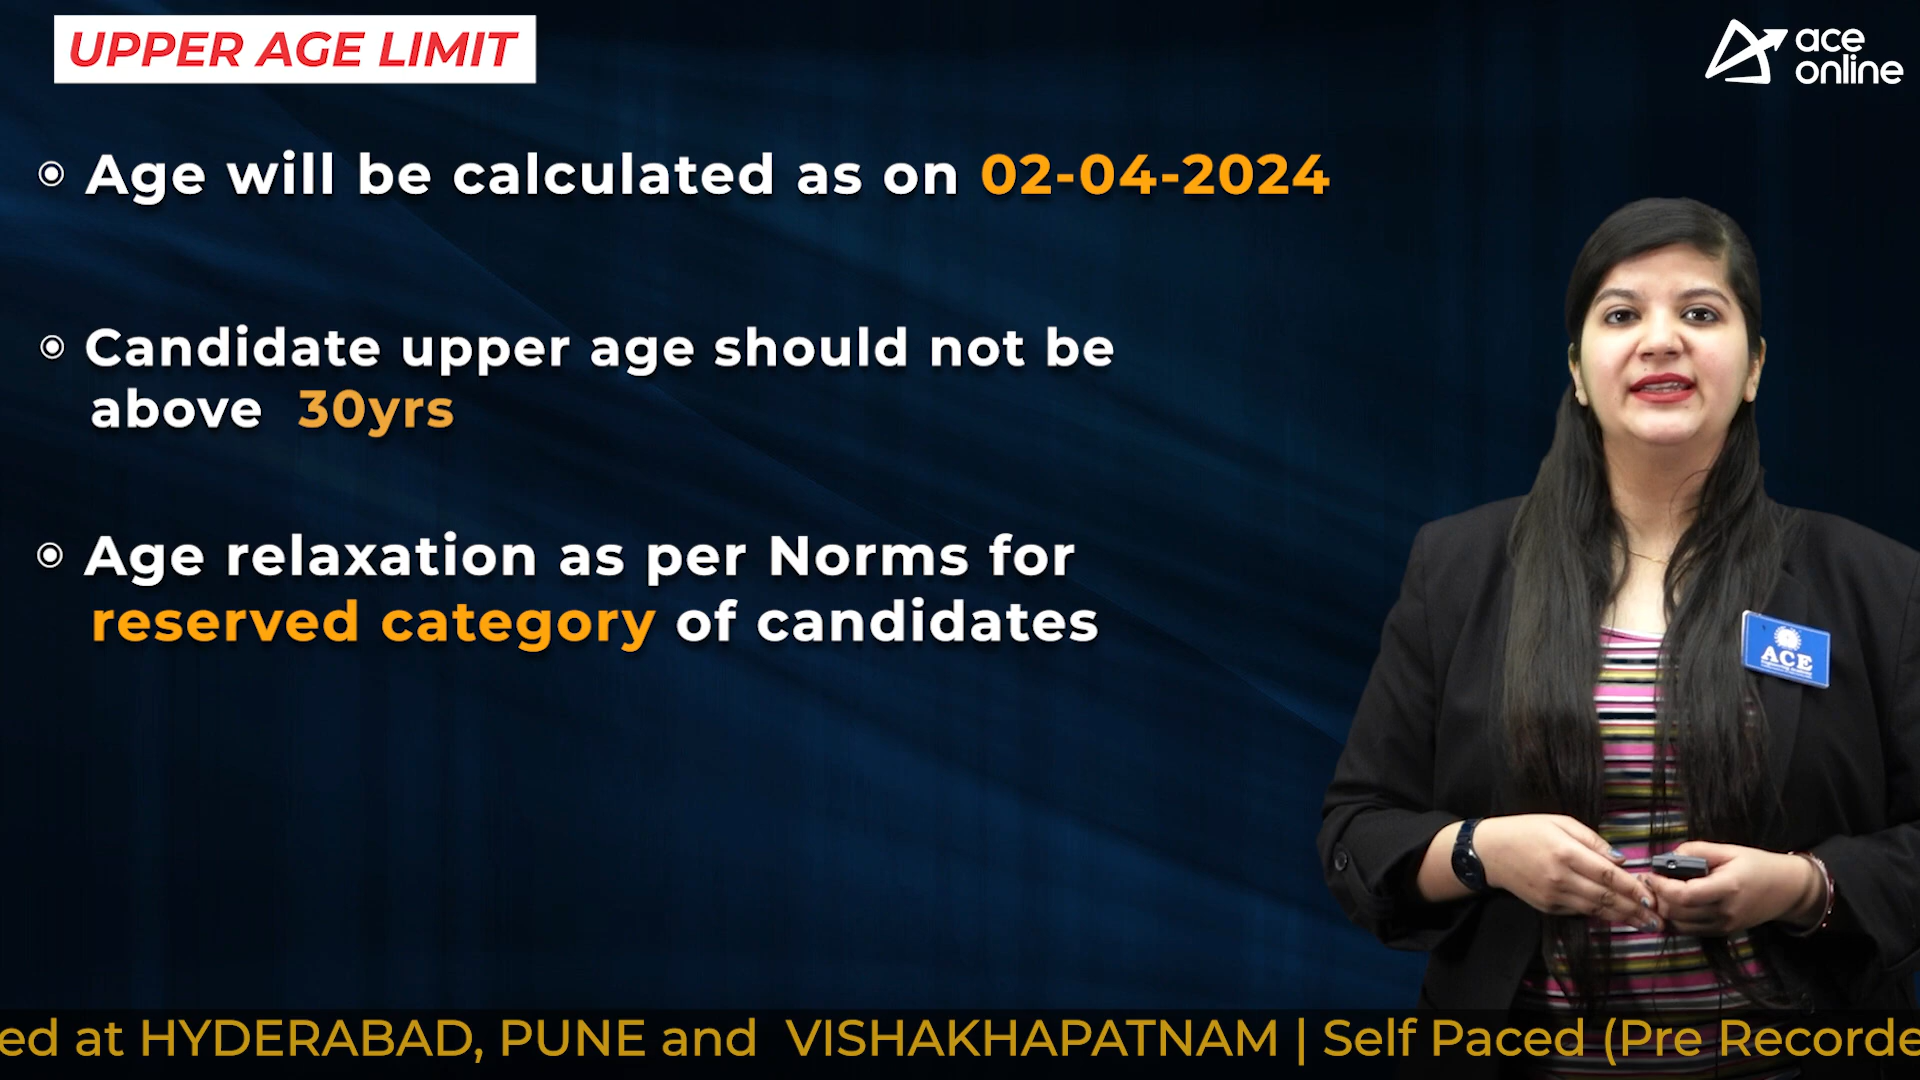 UPPER AGE LIMIT
ace
online
Age will be calculated as on 02-04-2024
Candidate upper age should not be
above 30yrs
Age relaxation as per Norms for
reserved category of candidates
ACE
ed at HYDERABAD, PUNE and VISHAKHAPATNAM | Self Paced (Pre Recorde